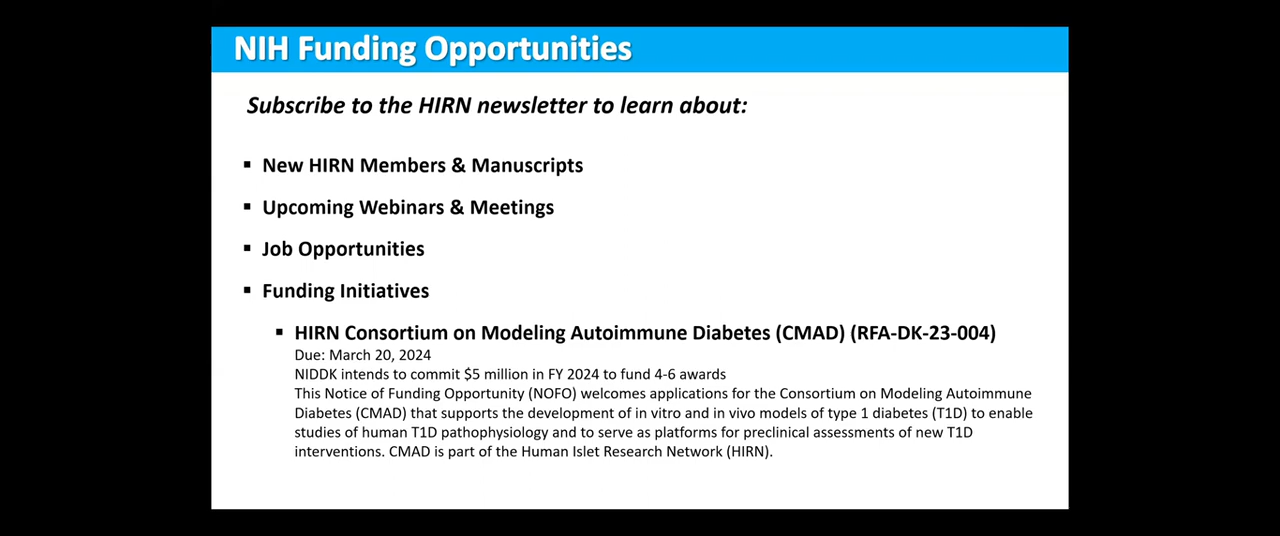 NIH Funding Opportunities
Subscribe to the HIRN newsletter to learn about:
▪ New HIRN Members & Manuscripts
▪ Upcoming Webinars & Meetings
▪ Job Opportunities
▪ Funding Initiatives
▪ HIRN Consortium on Modeling Autoimmune Diabetes (CMAD) (RFA-DK-23-004)
Due: March 20, 2024
NIDDK intends to commit $5 million in FY 2024 to fund 4-6 awards
This Notice of Funding Opportunity (NOFO) welcomes applications for the Consortium on Modeling Autoimmune
Diabetes (CMAD) that supports the development of in vitro and in vivo models of type 1 diabetes (T1D) to enable
studies of human T1D pathophysiology and to serve as platforms for preclinical assessments of new T1D
interventions. CMAD is part of the Human Islet Research Network (HIRN).